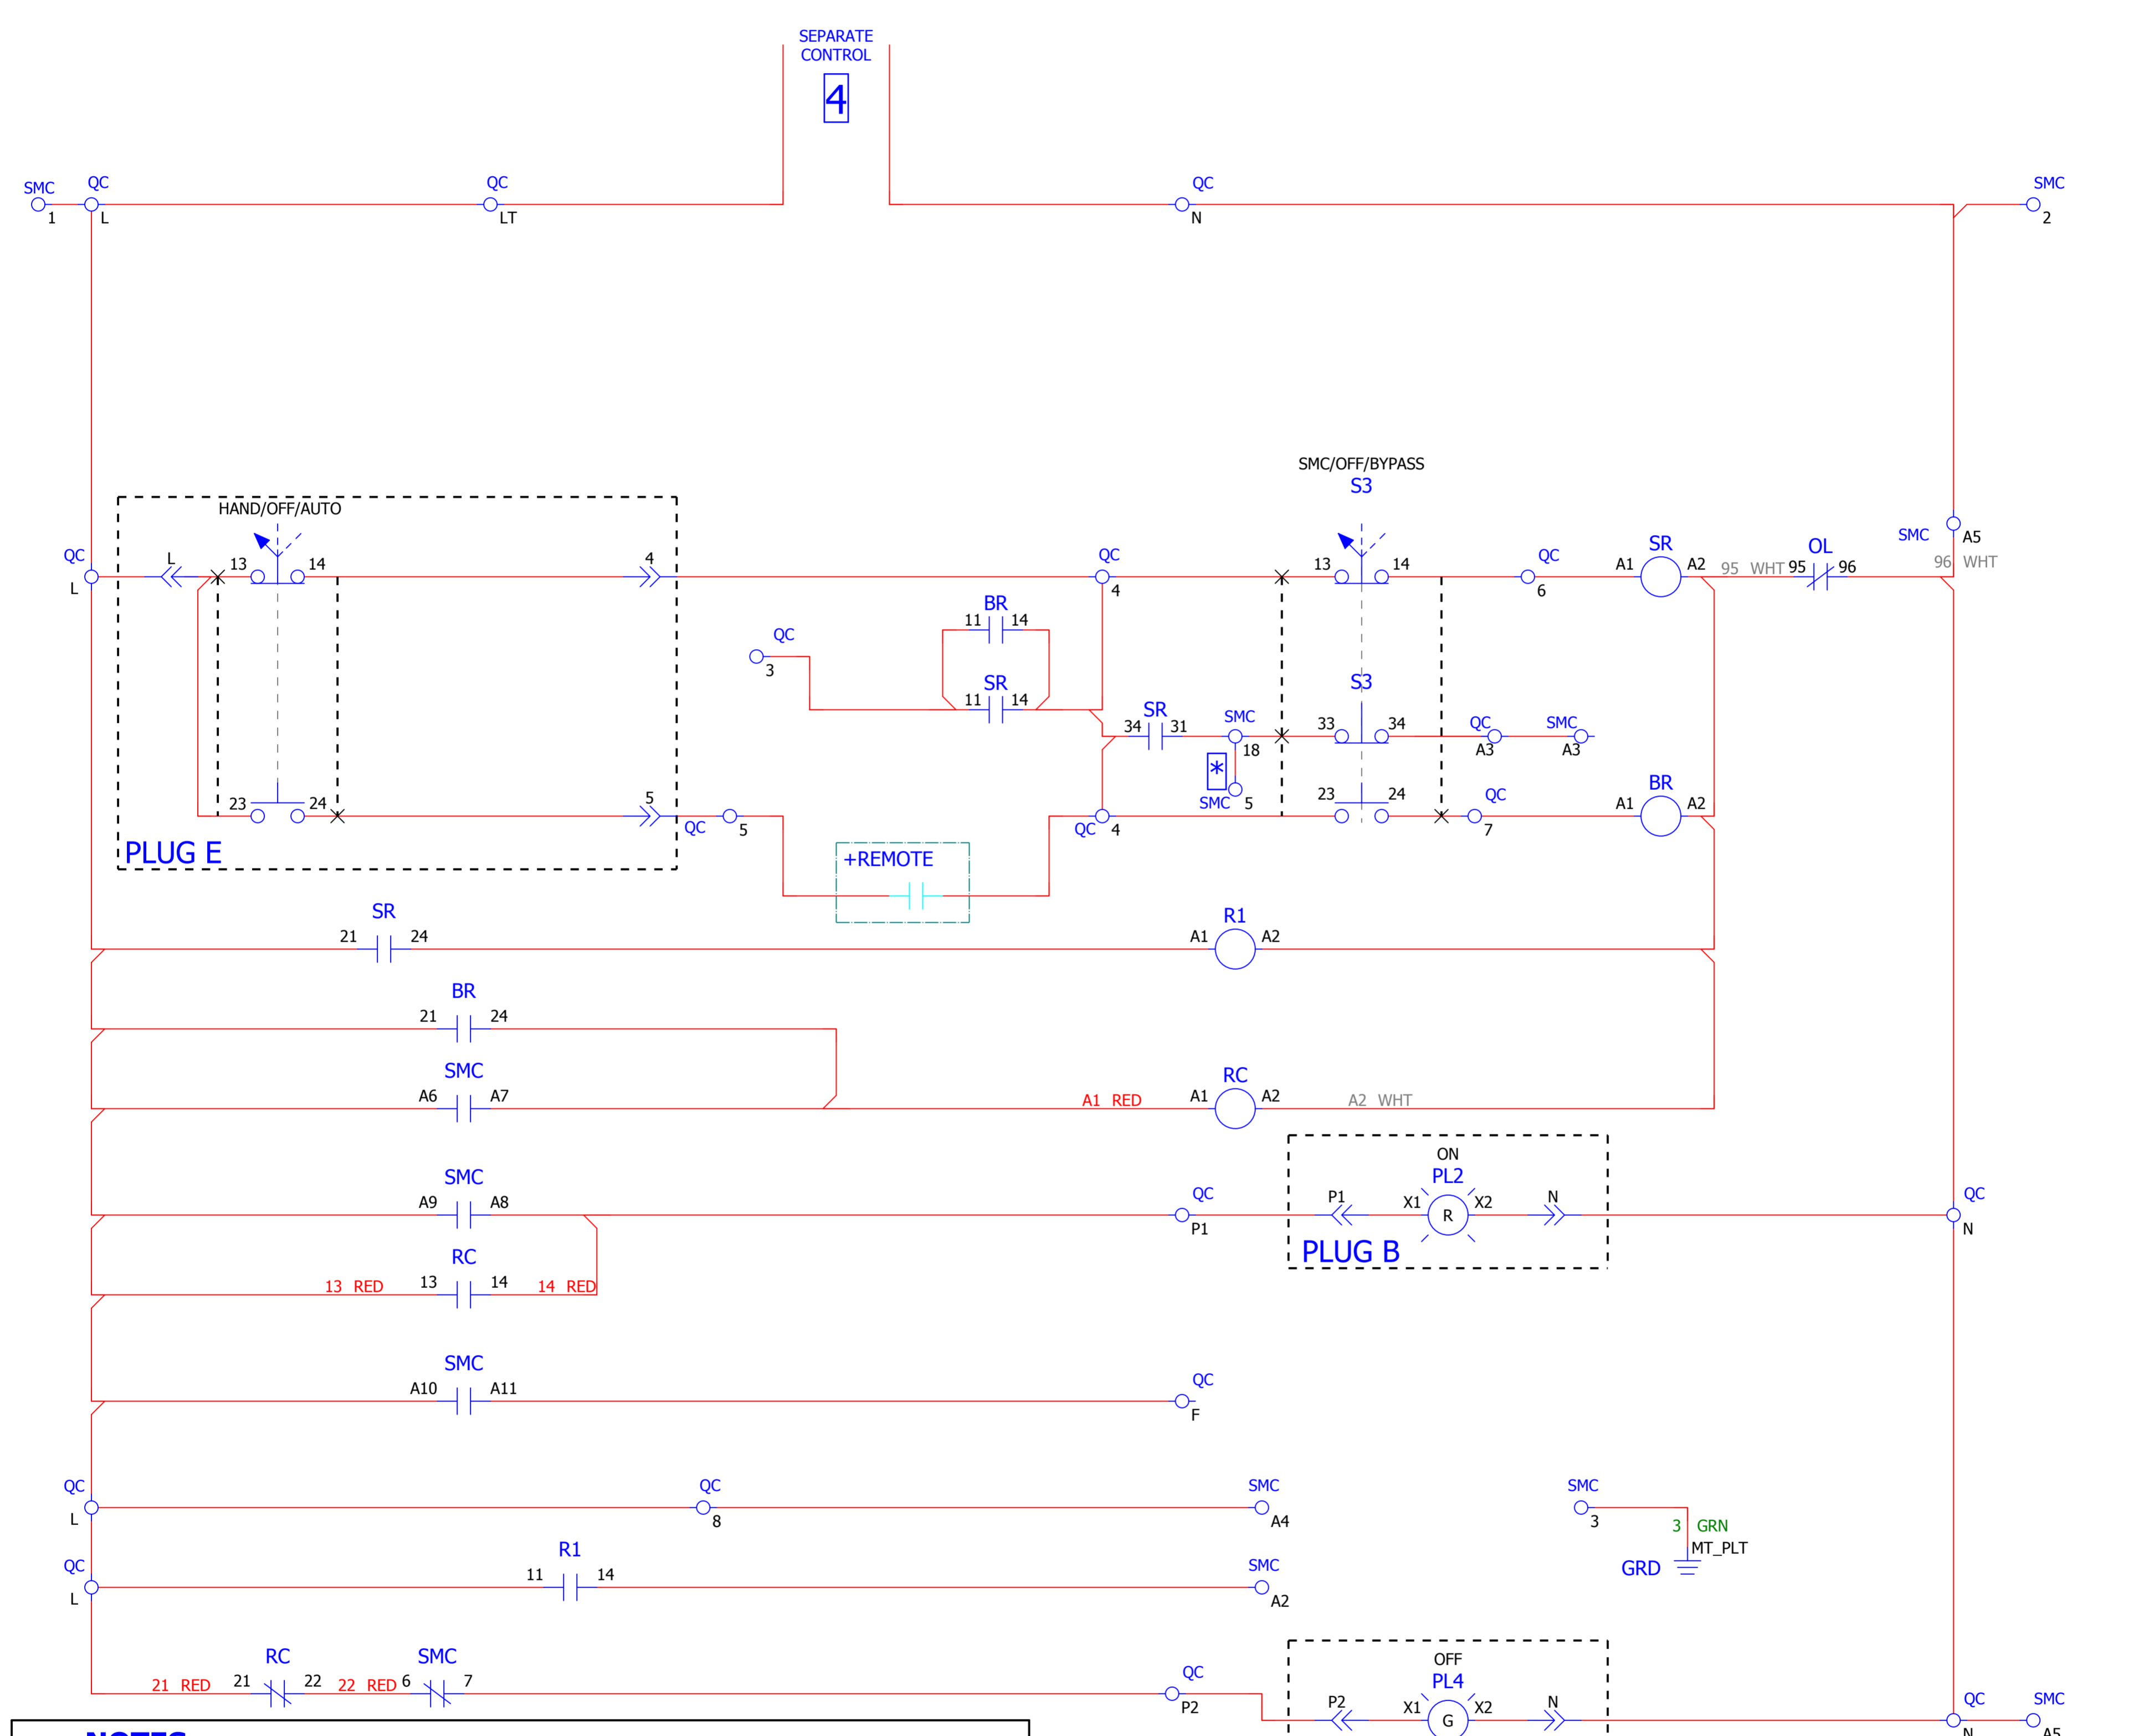 SEPARATE
CONTROL
4
SMC QC QC QC SMC
1 L LT N 2
SMC/OFF/BYPASS
S3
HAND/OFF/AUTO
SMC A5
QC L 13 14 4 QC 13 14 QC SR OL
L 4 6 A1 A2 95 WHT 95 96 96 WHT
BR
11 14
QC
3
SR
11 14
S3
SR SMC QC SMC
34 31 18 33 34 A3 A3
*
SMC 5
23 24 5 QC 5 QC 4 23 24 QC 7 BR A1 A2
PLUG E
+REMOTE
SR R1
21 24 A1 A2
BR
21 24
SMC RC
A6 A7 A1 RED A1 A2 A2 WHT
ON
SMC PL2
A9 A8 QC P1 P1 X1 R X2 N QC N
PLUG B
RC
13 RED 13 14 14 RED
SMC
A10 A11 QC F
QC QC SMC SMC
L 8 A4 3
3 GRN
MT_PLT
GRD
QC R1 SMC
L 11 14 A2
OFF
RC SMC PL4
21 RED 21 22 22 RED 6 7 QC P2 P2 X1 G X2 N QC N SMC A5
NOTES